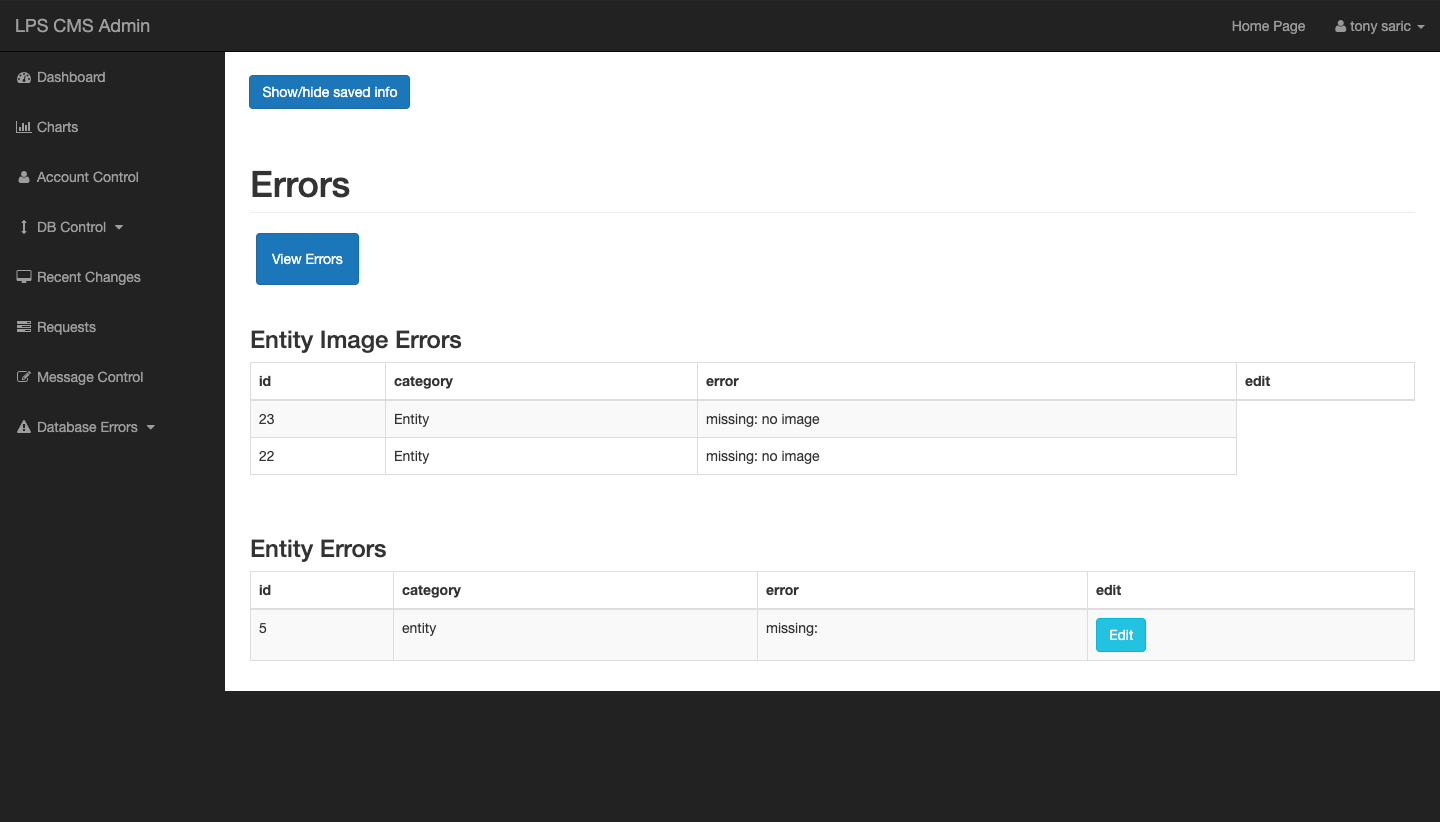 LPS CMS Admin
Home Page
tony saric
Dashboard
Charts
Account Control
DB Control
Recent Changes
Requests
Message Control
Database Errors
Show/hide saved info
Errors
View Errors
Entity Image Errors
id category error edit
23 Entity missing: no image
22 Entity missing: no image
Entity Errors
id category error edit
5 entity missing: Edit